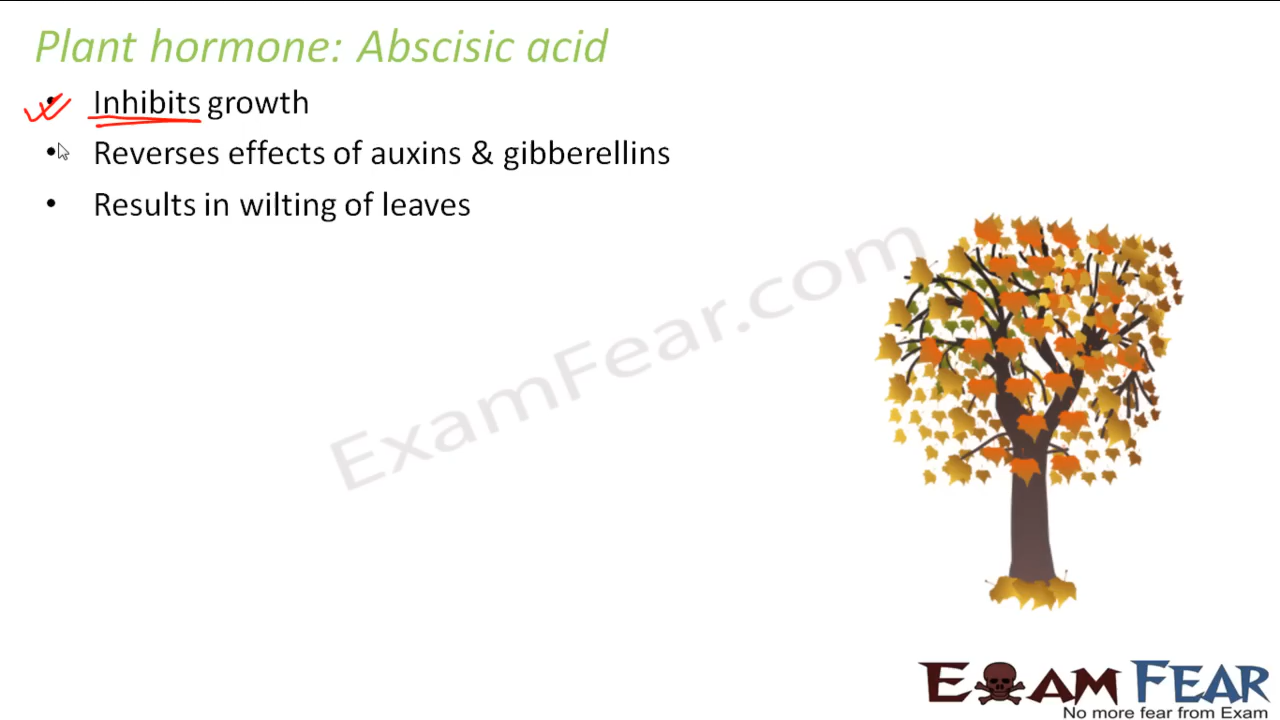 Plant hormone: Abscisic acid
• Inhibits growth
• Reverses effects of auxins & gibberellins
• Results in wilting of leaves
ExamFear.com
EXAM FEAR
No more fear from Exam